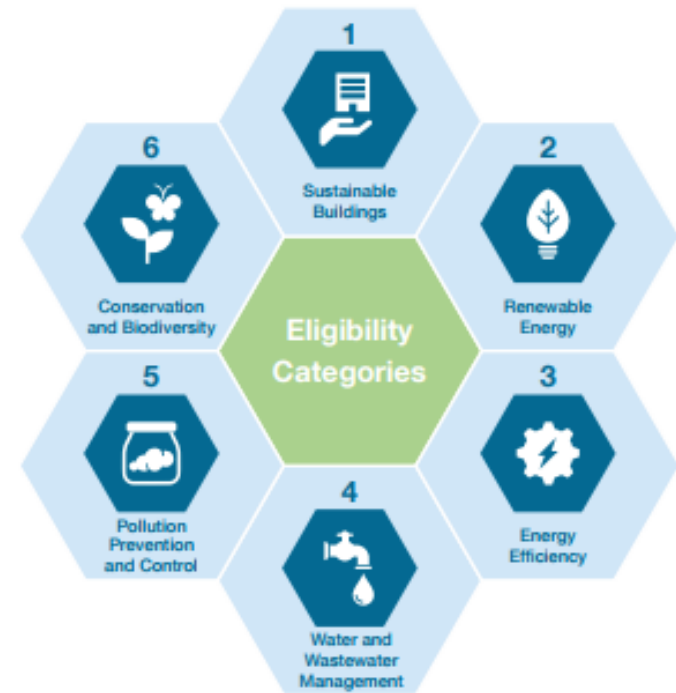 1
Sustainable
Buildings
2
Renewable
Energy
3
Energy
Efficiency
4
Water and
Wastewater
Management
5
Pollution
Prevention
and Control
6
Conservation
and Biodiversity
Eligibility
Categories